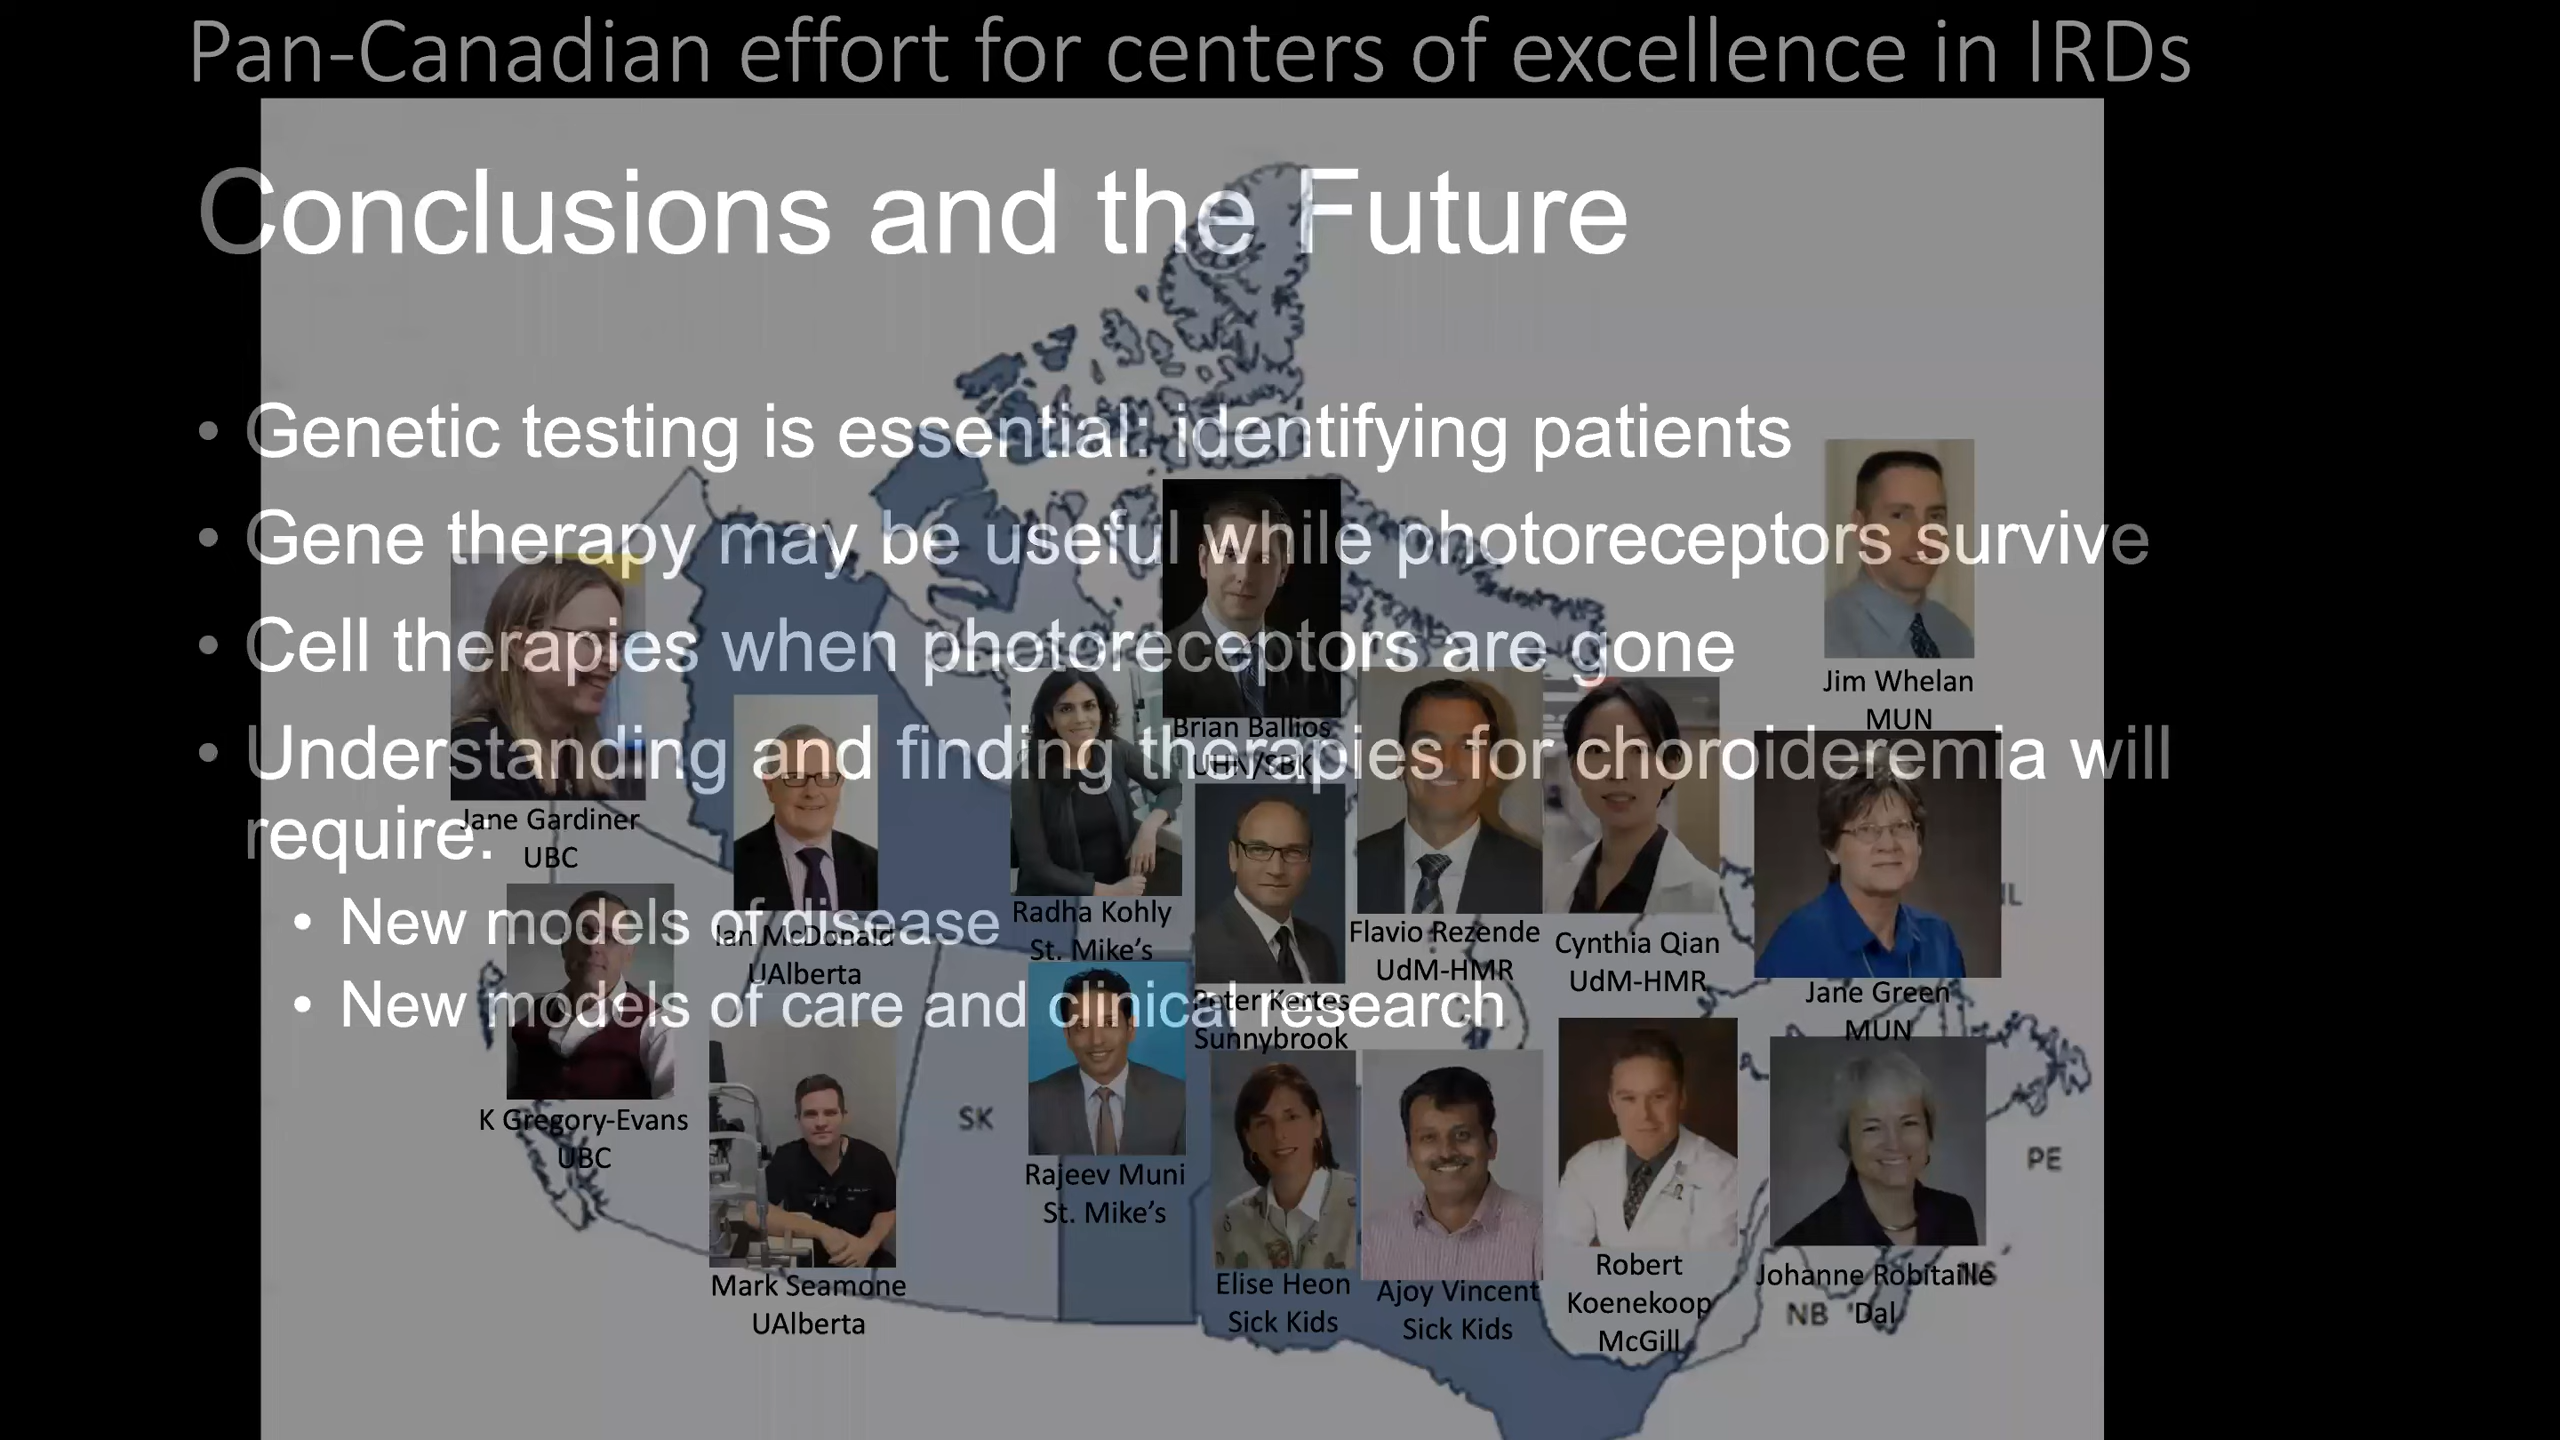 Pan-Canadian effort for centers of excellence in IRDs
Conclusions and the Future
• Genetic testing is essential: identifying patients
• Gene therapy may be useful while photoreceptors survive
• Cell therapies when photoreceptors are gone
• Understanding and finding therapies for choroideremia will
require:
• New models of disease
• New models of care and clinical research
Jim Whelan
MUN
Brian Ballios
UHN/SBK
Jane Gardiner
UBC
Ian McDonald
UAlberta
Radha Kohly
St. Mike's
Peter Kertes
Sunnybrook
Flavio Rezende
UdM-HMR
Cynthia Qian
UdM-HMR
Jane Green
MUN
K Gregory-Evans
UBC
Mark Seamone
UAlberta
Rajeev Muni
St. Mike's
Elise Heon
Sick Kids
Ajoy Vincent
Sick Kids
Robert
Koenekoop
McGill
Johanne Robitaille
Dal
SK
NL
PE
NS
NB